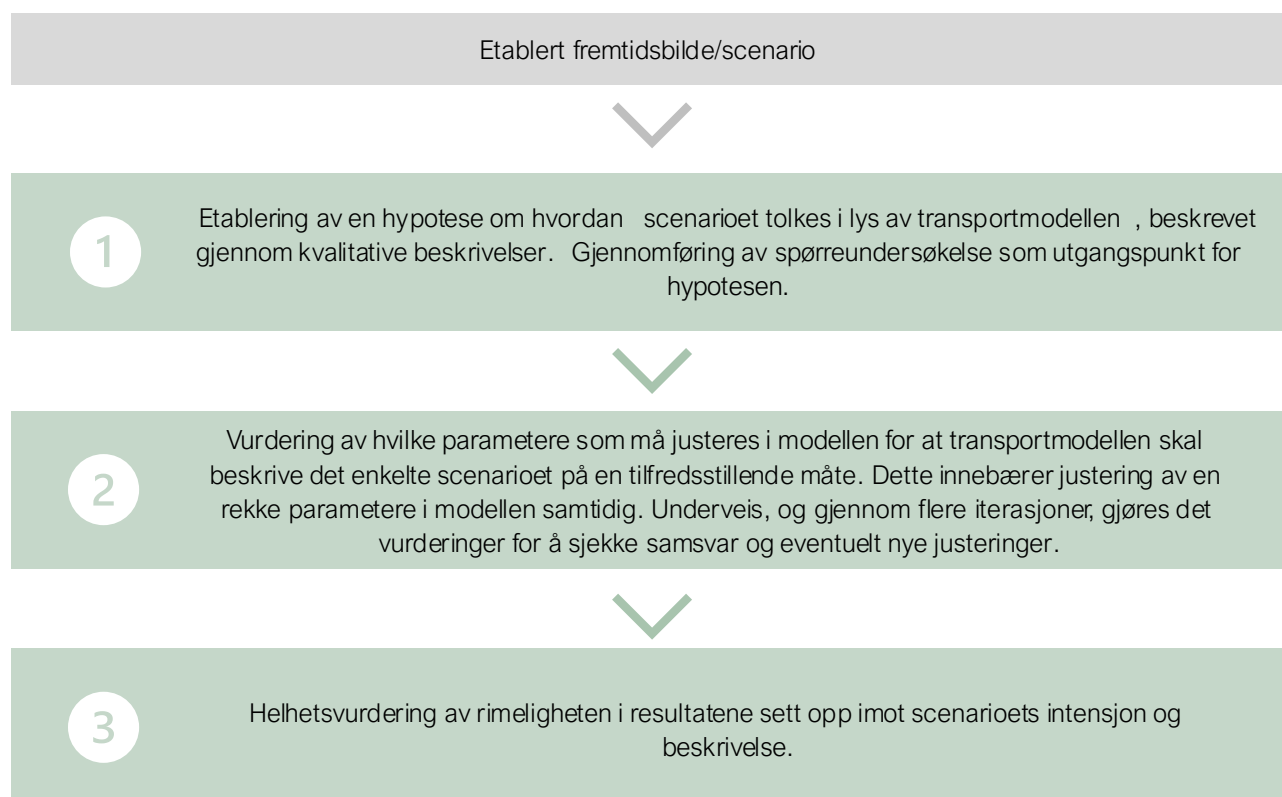 Etablert fremtidsbilde/scenario
1
Etablering av en hypotese om hvordan scenarioet tolkes i lys av transportmodellen , beskrevet
gjennom kvalitative beskrivelser. Gjennomføring av spørreundersøkelse som utgangspunkt for
hypotesen.
2
Vurdering av hvilke parametere som må justeres i modellen for at transportmodellen skal
beskrive det enkelte scenarioet på en tilfredsstillende måte. Dette innebærer justering av en
rekke parametere i modellen samtidig. Underveis, og gjennom flere iterasjoner, gjøres det
vurderinger for å sjekke samsvar og eventuelt nye justeringer.
3
Helhetsvurdering av rimeligheten i resultatene sett opp imot scenarioets intensjon og
beskrivelse.